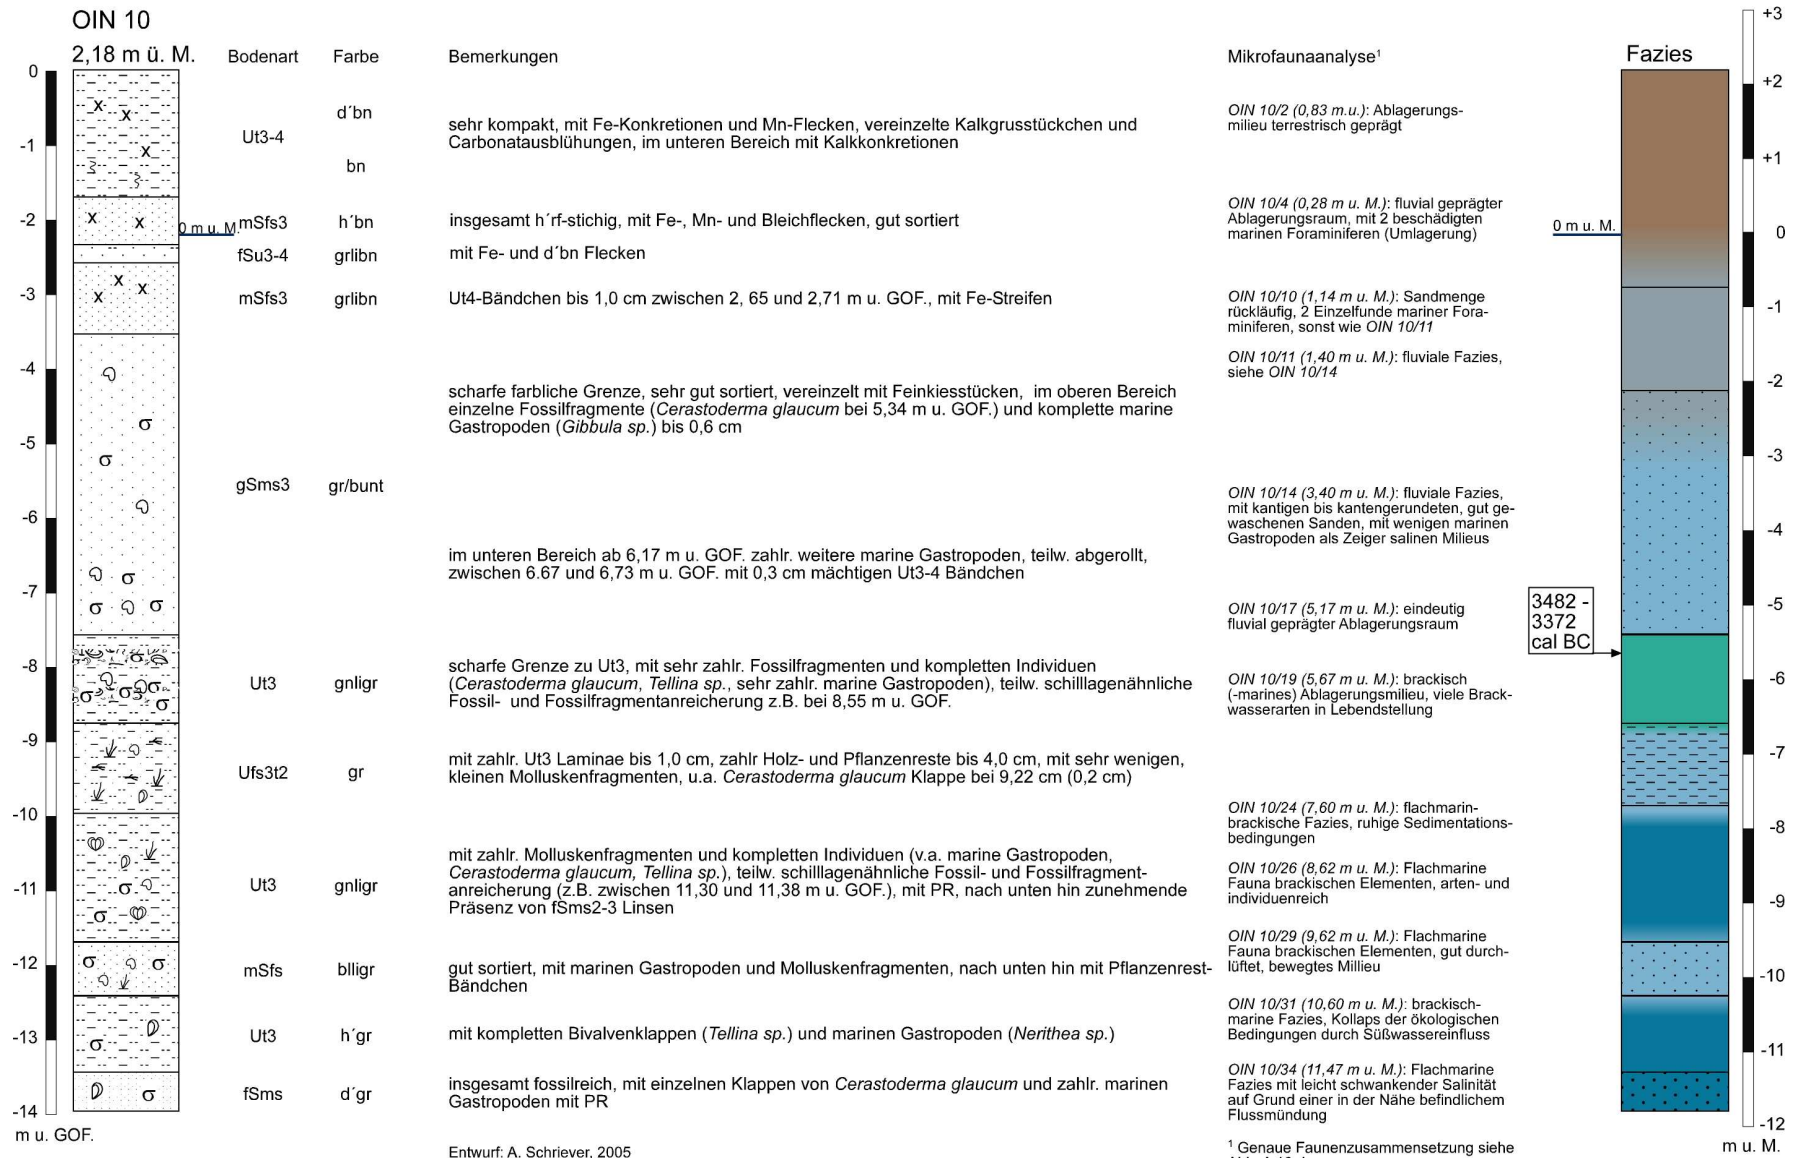 OIN 10
2,18 m ü. M.
Bodenart
Farbe
Bemerkungen
Mikrofaunaanalyse¹
Fazies
0
-1
-2
-3
-4
-5
-6
-7
-8
-9
-10
-11
-12
-13
-14
m u. GOF.
0 m u. M.
Ut3-4
d´bn
bn
sehr kompakt, mit Fe-Konkretionen und Mn-Flecken, vereinzelte Kalkgrusstückchen und
Carbonatausblühungen, im unteren Bereich mit Kalkkonkretionen
mSfs3
h´bn
insgesamt h´rf-stichig, mit Fe-, Mn- und Bleichflecken, gut sortiert
fSu3-4
grlibn
mit Fe- und d´bn Flecken
mSfs3
grlibn
Ut4-Bändchen bis 1,0 cm zwischen 2, 65 und 2,71 m u. GOF., mit Fe-Streifen
gSms3
gr/bunt
scharfe farbliche Grenze, sehr gut sortiert, vereinzelt mit Feinkiesstücken, im oberen Bereich
einzelne Fossilfragmente (Cerastoderma glaucum bei 5,34 m u. GOF.) und komplette marine
Gastropoden (Gibbula sp.) bis 0,6 cm
im unteren Bereich ab 6,17 m u. GOF. zahlr. weitere marine Gastropoden, teilw. abgerollt,
zwischen 6.67 und 6,73 m u. GOF. mit 0,3 cm mächtigen Ut3-4 Bändchen
Ut3
gnligr
scharfe Grenze zu Ut3, mit sehr zahlr. Fossilfragmenten und kompletten Individuen
(Cerastoderma glaucum, Tellina sp., sehr zahlr. marine Gastropoden), teilw. schilllagenähnliche
Fossil- und Fossilfragmentanreicherung z.B. bei 8,55 m u. GOF.
Ufs3t2
gr
mit zahlr. Ut3 Laminae bis 1,0 cm, zahlr Holz- und Pflanzenreste bis 4,0 cm, mit sehr wenigen,
kleinen Molluskenfragmenten, u.a. Cerastoderma glaucum Klappe bei 9,22 cm (0,2 cm)
Ut3
gnligr
mit zahlr. Molluskenfragmenten und kompletten Individuen (v.a. marine Gastropoden,
Cerastoderma glaucum, Tellina sp.), teilw. schilllagenähnliche Fossil- und Fossilfragment-
anreicherung (z.B. zwischen 11,30 und 11,38 m u. GOF.), mit PR, nach unten hin zunehmende
Präsenz von fSms2-3 Linsen
mSfs
blligr
gut sortiert, mit marinen Gastropoden und Molluskenfragmenten, nach unten hin mit Pflanzenrest-
Bändchen
Ut3
h´gr
mit kompletten Bivalvenklappen (Tellina sp.) und marinen Gastropoden (Nerithea sp.)
fSms
d´gr
insgesamt fossilreich, mit einzelnen Klappen von Cerastoderma glaucum und zahlr. marinen
Gastropoden mit PR
Entwurf: A. Schriever, 2005
OIN 10/2 (0,83 m.u.): Ablagerungs-
milieu terrestrisch geprägt
OIN 10/4 (0,28 m u. M.): fluvial geprägter
Ablagerungsraum, mit 2 beschädigten
marinen Foraminiferen (Umlagerung)
OIN 10/10 (1,14 m u. M.): Sandmenge
rückläufig, 2 Einzelfunde mariner Fora-
miniferen, sonst wie OIN 10/11
OIN 10/11 (1,40 m u. M.): fluviale Fazies,
siehe OIN 10/14
OIN 10/14 (3,40 m u. M.): fluviale Fazies,
mit kantigen bis kantengerundeten, gut ge-
waschenen Sanden, mit wenigen marinen
Gastropoden als Zeiger salinen Milieus
OIN 10/17 (5,17 m u. M.): eindeutig
fluvial geprägter Ablagerungsraum
OIN 10/19 (5,67 m u. M.): brackisch
(-marines) Ablagerungsmilieu, viele Brack-
wasserarten in Lebendstellung
OIN 10/24 (7,60 m u. M.): flachmarin-
brackische Fazies, ruhige Sedimentations-
bedingungen
OIN 10/26 (8,62 m u. M.): Flachmarine
Fauna brackischen Elementen, arten- und
individuenreich
OIN 10/29 (9,62 m u. M.): Flachmarine
Fauna brackischen Elementen, gut durch-
lüftet, bewegtes Millieu
OIN 10/31 (10,60 m u. M.): brackisch-
marine Fazies, Kollaps der ökologischen
Bedingungen durch Süßwassereinfluss
OIN 10/34 (11,47 m u. M.): Flachmarine
Fazies mit leicht schwankender Salinität
auf Grund einer in der Nähe befindlichem
Flussmündung
¹ Genaue Faunenzusammensetzung siehe
0 m u. M.
3482 -
3372
cal BC
+3
+2
+1
0
-1
-2
-3
-4
-5
-6
-7
-8
-9
-10
-11
-12
m u. M.